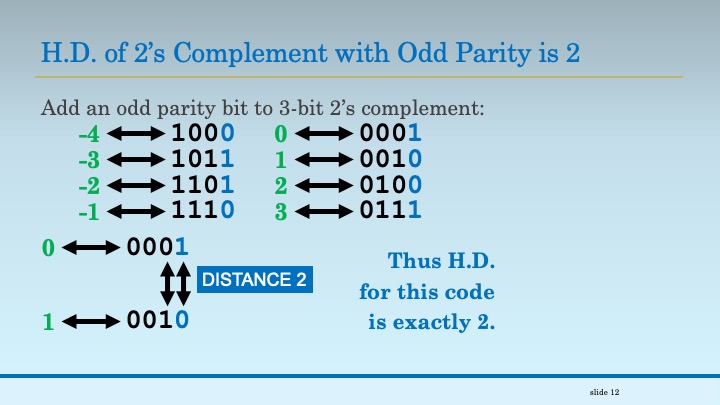 H.D. of 2’s Complement with Odd Parity is 2
Add an odd parity bit to 3-bit 2’s complement:
-4 1000 0 0001
-3 1011 1 0010
-2 1101 2 0100
-1 1110 3 0111
0 0001
DISTANCE 2
1 0010
Thus H.D.
for this code
is exactly 2.
slide 12